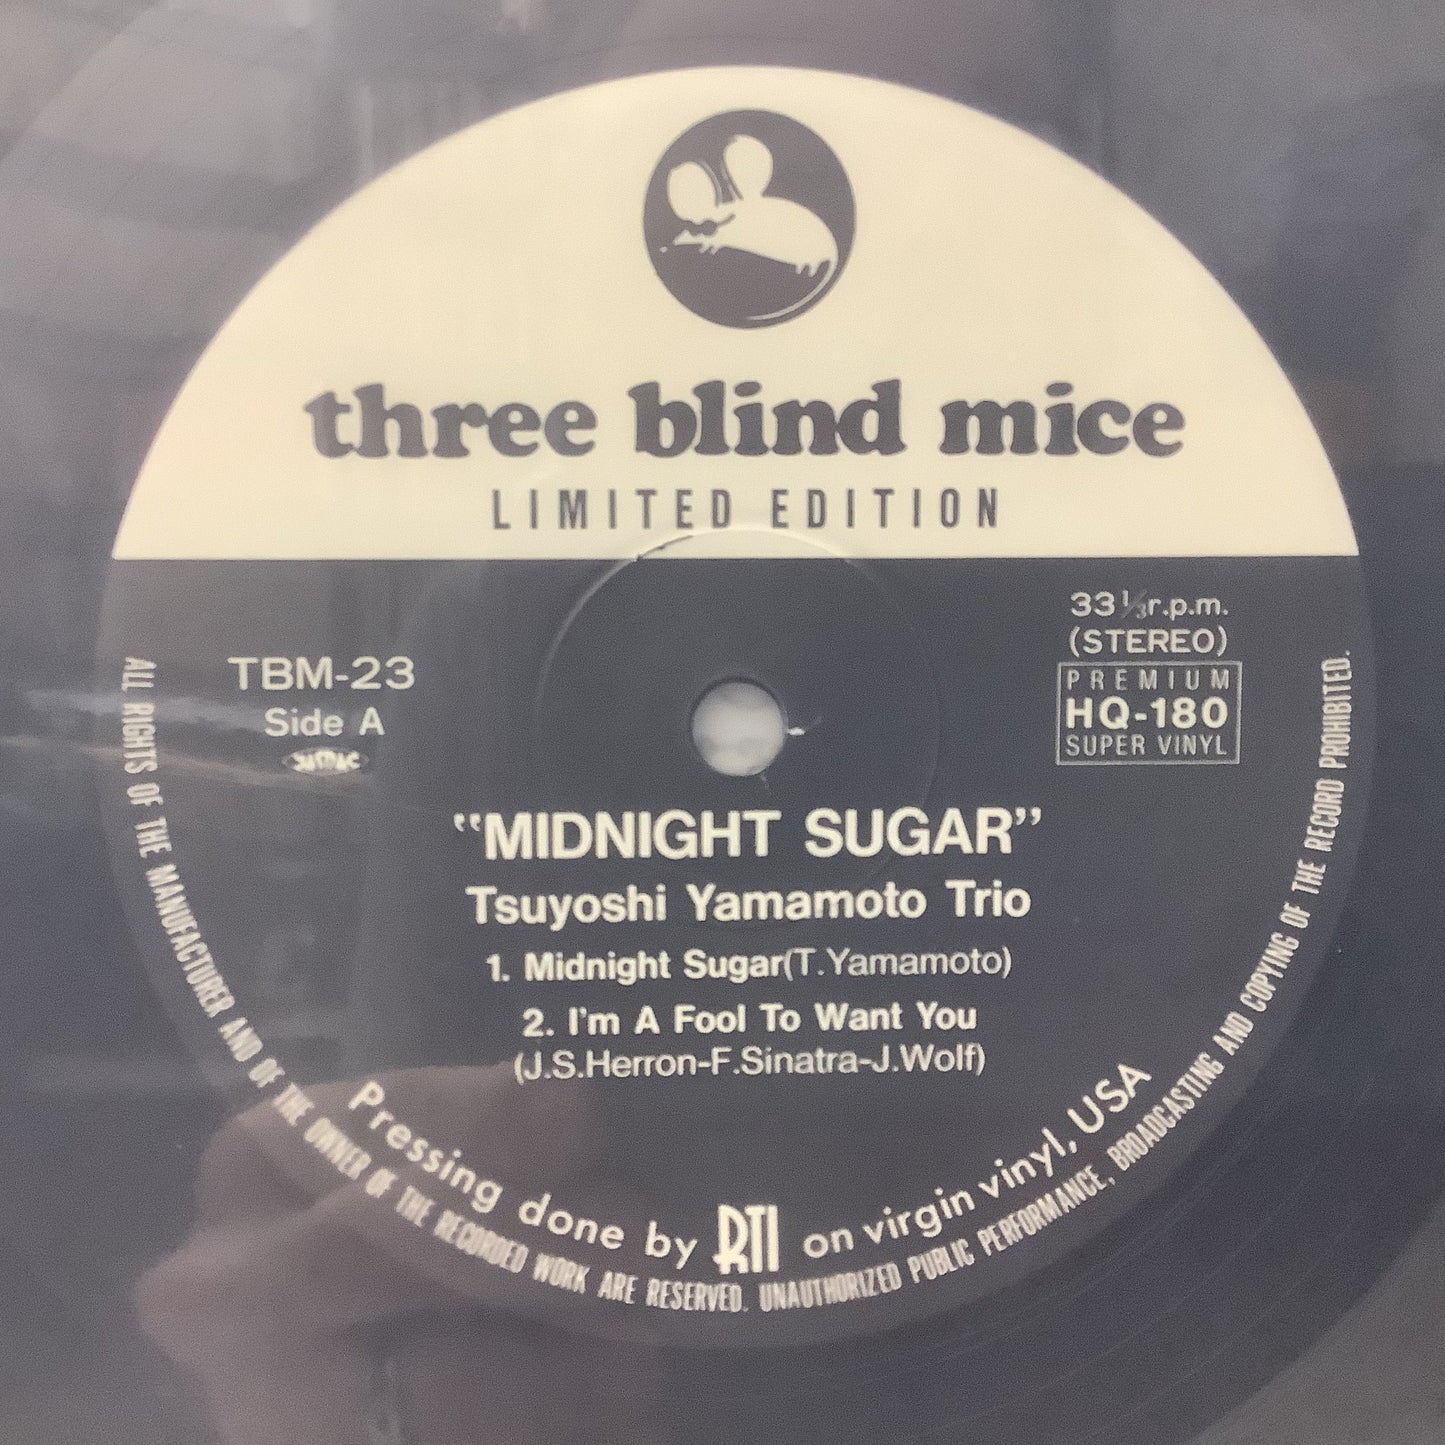 three blind mice
LIMITED EDITION
TBM-23
Side A
33 1/3 r.p.m.
(STEREO)
PREMIUM
HQ-180
SUPER VINYL
"MIDNIGHT SUGAR"
Tsuyoshi Yamamoto Trio
1. Midnight Sugar(T.Yamamoto)
2. I'm A Fool To Want You
(J.S.Herron-F.Sinatra-J.Wolf)
Pressing done by RTI on virgin vinyl, USA
ALL RIGHTS OF THE MANUFACTURER AND OF THE OWNER OF THE RECORDED WORK ARE RESERVED. UNAUTHORIZED PUBLIC PERFORMANCE, BROADCASTING AND COPYING OF THE RECORD PROHIBITED.